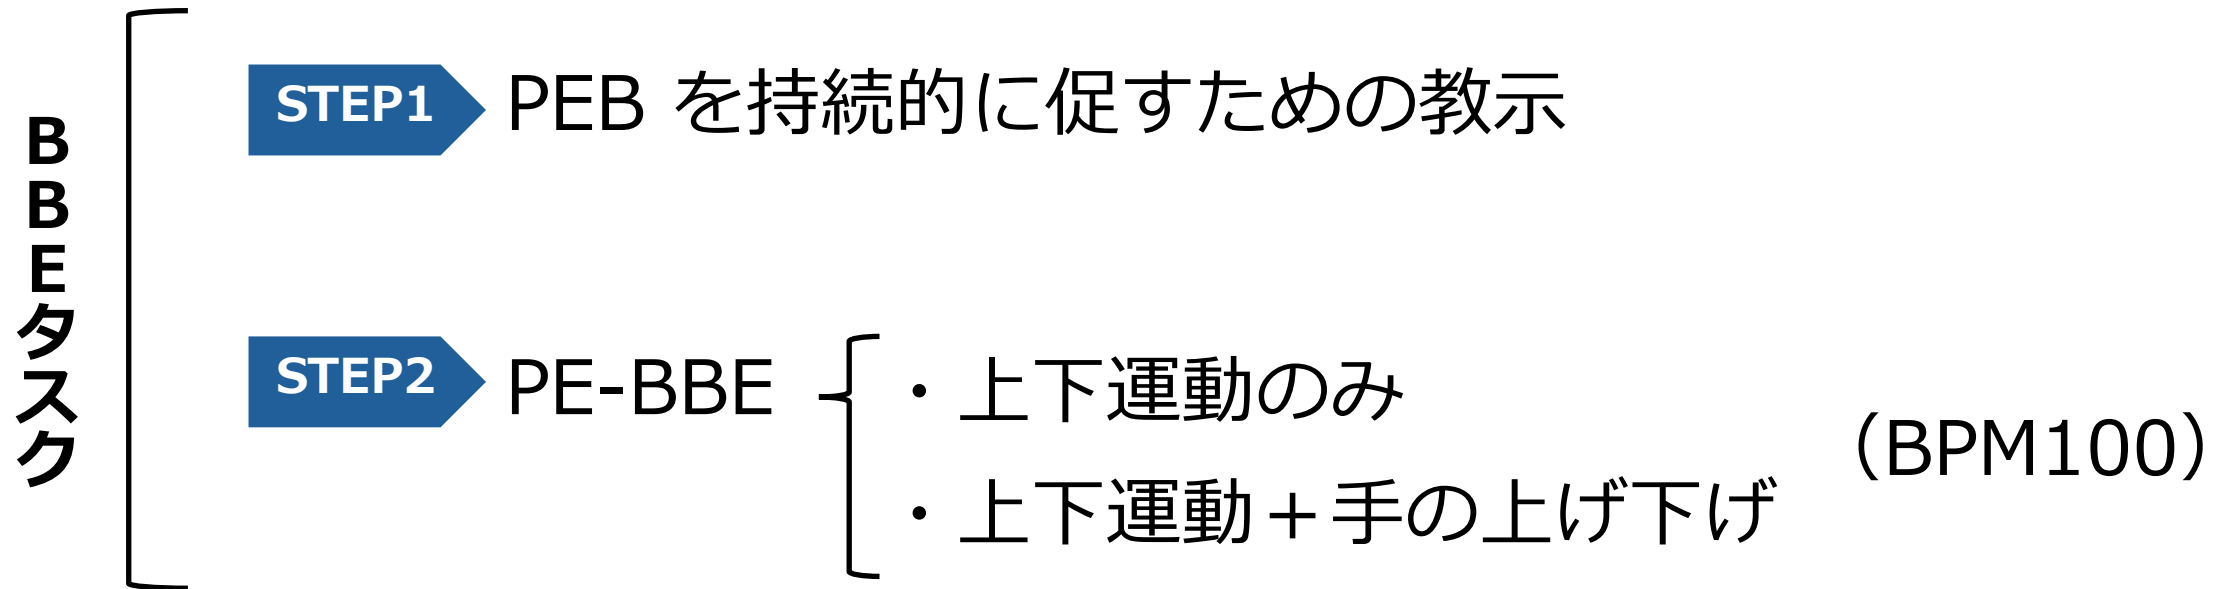 BBEタスク
STEP1 PEB を持続的に促すための教示
STEP2 PE-BBE
・上下運動のみ
・上下運動＋手の上げ下げ
（BPM100）